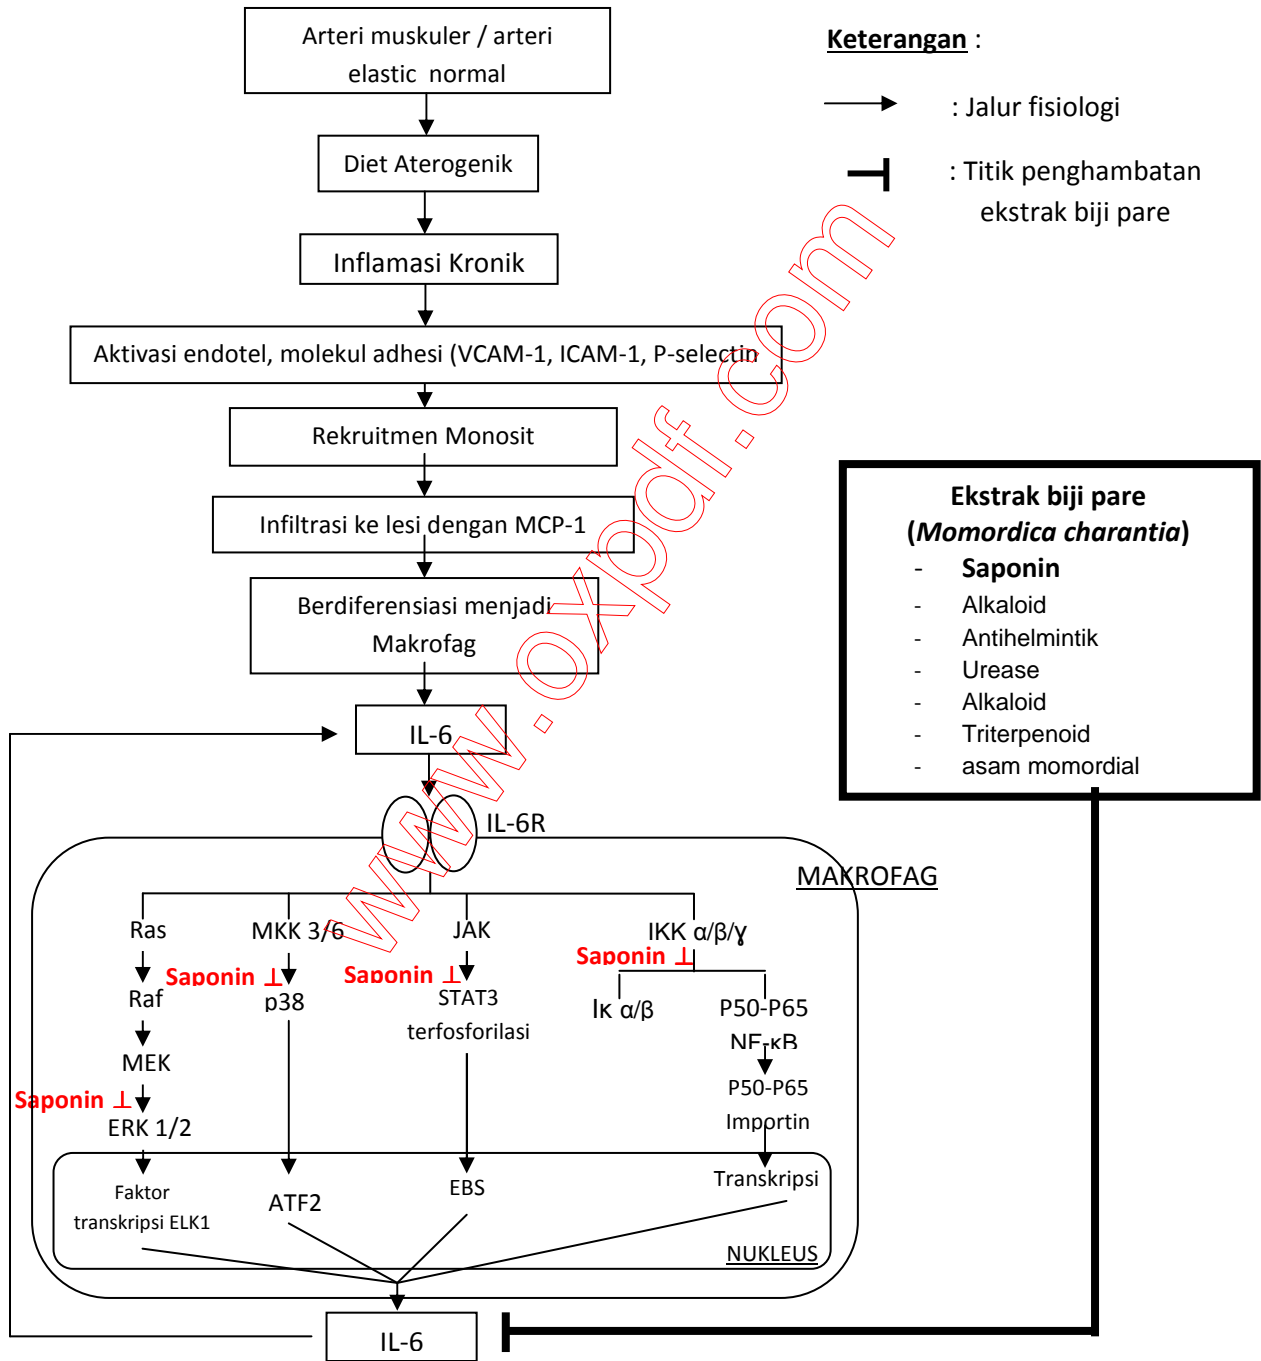 Arteri muskuler / arteri
elastic normal
Keterangan :
: Jalur fisiologi
: Titik penghambatan
ekstrak biji pare
Diet Aterogenik
Inflamasi Kronik
Aktivasi endotel, molekul adhesi (VCAM-1, ICAM-1, P-selectin
Rekruitmen Monosit
Infiltrasi ke lesi dengan MCP-1
Berdiferensiasi menjadi
Makrofag
IL-6
IL-6R
Ekstrak biji pare
(Momordica charantia)
- Saponin
- Alkaloid
- Antihelmintik
- Urease
- Alkaloid
- Triterpenoid
- asam momordial
MAKROFAG
Ras
Raf
MEK
Saponin ⊥
ERK 1/2
Faktor
transkripsi ELK1
MKK 3/6
Saponin ⊥
p38
ATF2
JAK
Saponin ⊥
STAT3
terfosforilasi
EBS
IKK α/β/ɣ
Saponin ⊥
Iκ α/β
P50-P65
NF-κB
P50-P65
Importin
Transkripsi
NUKLEUS
IL-6
www.oxpdf.com